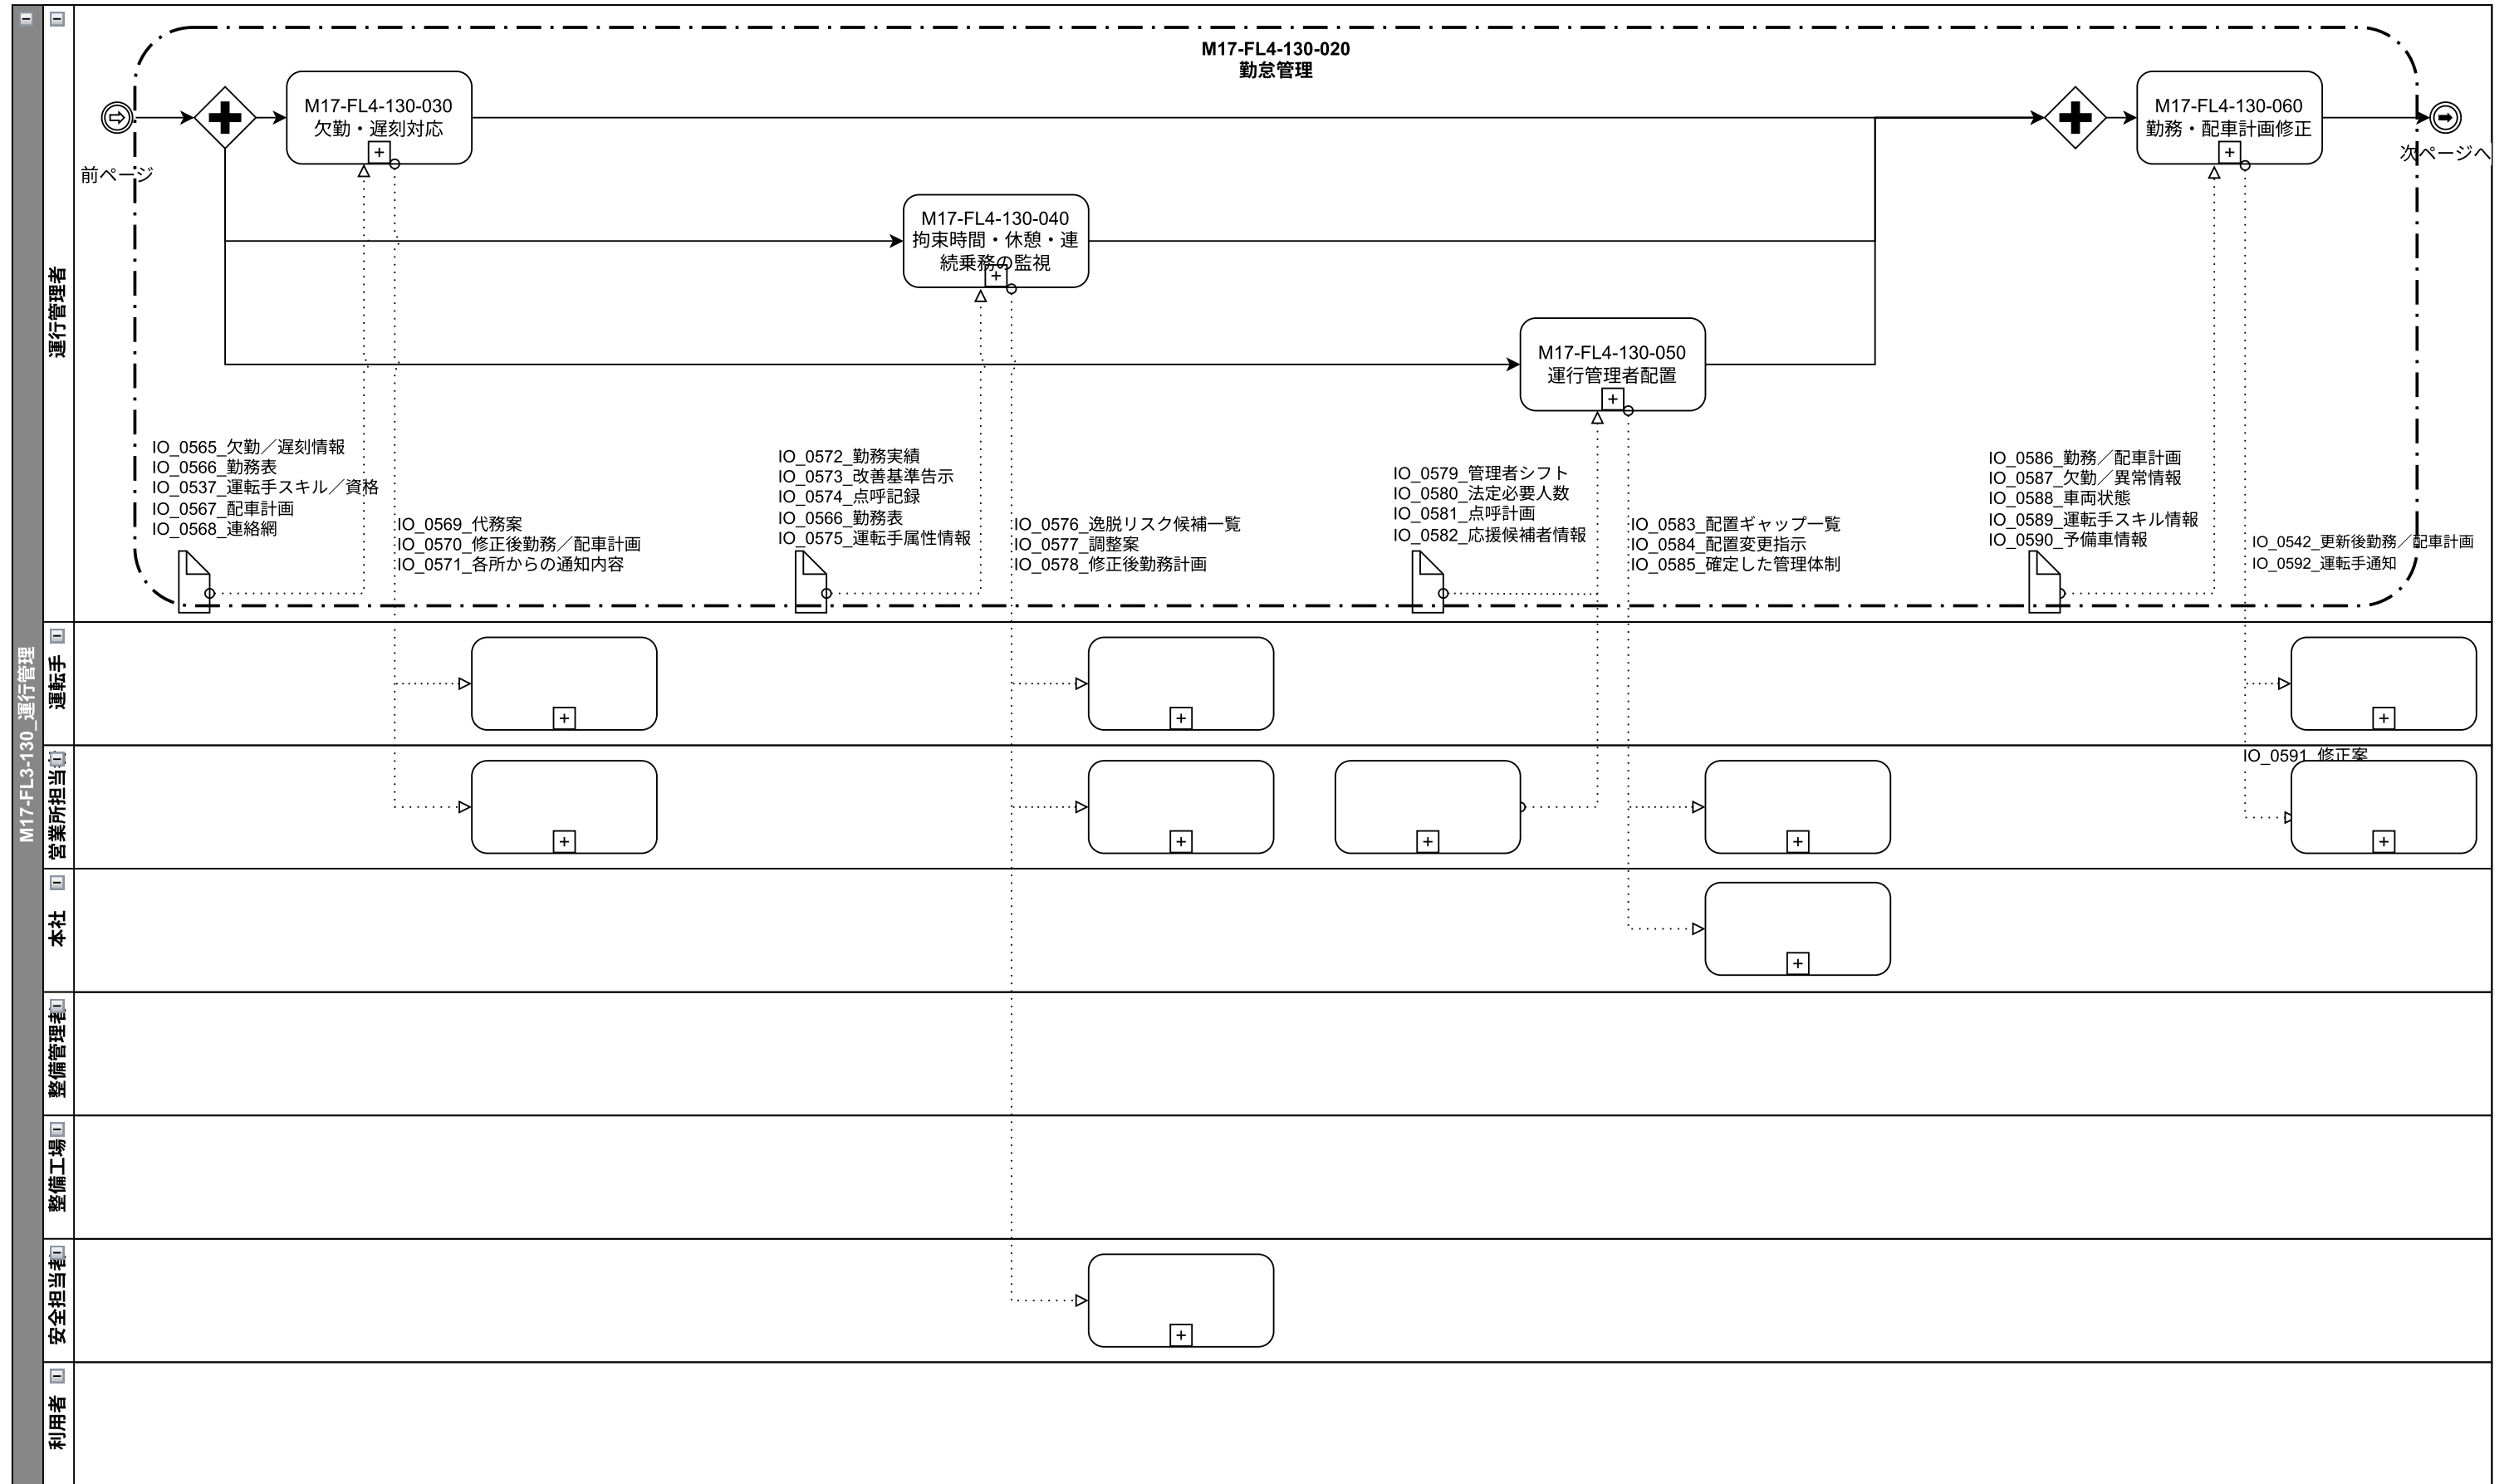 M17-FL3-130_運行管理
運行管理者
M17-FL4-130-020
勤怠管理
前ページ
M17-FL4-130-030
欠勤・遅刻対応
M17-FL4-130-040
拘束時間・休憩・連
続乗務の監視
M17-FL4-130-050
運行管理者配置
M17-FL4-130-060
勤務・配車計画修正
次ページへ
IO_0565_欠勤／遅刻情報
IO_0566_勤務表
IO_0537_運転手スキル／資格
IO_0567_配車計画
IO_0568_連絡網
IO_0569_代務案
IO_0570_修正後勤務／配車計画
IO_0571_各所からの通知内容
IO_0572_勤務実績
IO_0573_改善基準告示
IO_0574_点呼記録
IO_0566_勤務表
IO_0575_運転手属性情報
IO_0576_逸脱リスク候補一覧
IO_0577_調整案
IO_0578_修正後勤務計画
IO_0579_管理者シフト
IO_0580_法定必要人数
IO_0581_点呼計画
IO_0582_応援候補者情報
IO_0583_配置ギャップ一覧
IO_0584_配置変更指示
IO_0585_確定した管理体制
IO_0586_勤務／配車計画
IO_0587_欠勤／異常情報
IO_0588_車両状態
IO_0589_運転手スキル情報
IO_0590_予備車情報
IO_0542_更新後勤務／配車計画
IO_0592_運転手通知
運転手
営業所担当者
IO_0591_修正案
本社
整備管理者
整備工場
安全担当者
利用者